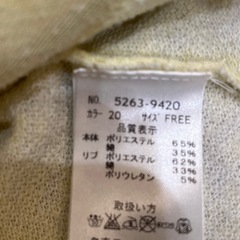 NO. 5263-9420
カラー 20 サイズ FREE
品質表示
本体 ポリエステル 65%
綿 35%
リブ ポリエステル 62%
綿 33%
ポリウレタン 5%
取扱い方